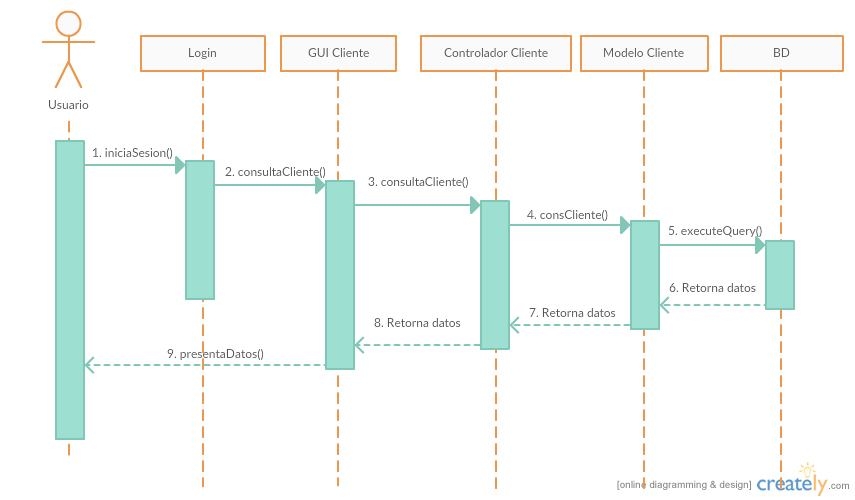 Login
GUI Cliente
Controlador Cliente
Modelo Cliente
BD
Usuario
1. iniciaSesion()
2. consultaCliente()
3. consultaCliente()
4. consCliente()
5. executeQuery()
6. Retorna datos
7. Retorna datos
8. Retorna datos
9. presentaDatos()
[online diagramming & design] creately.com